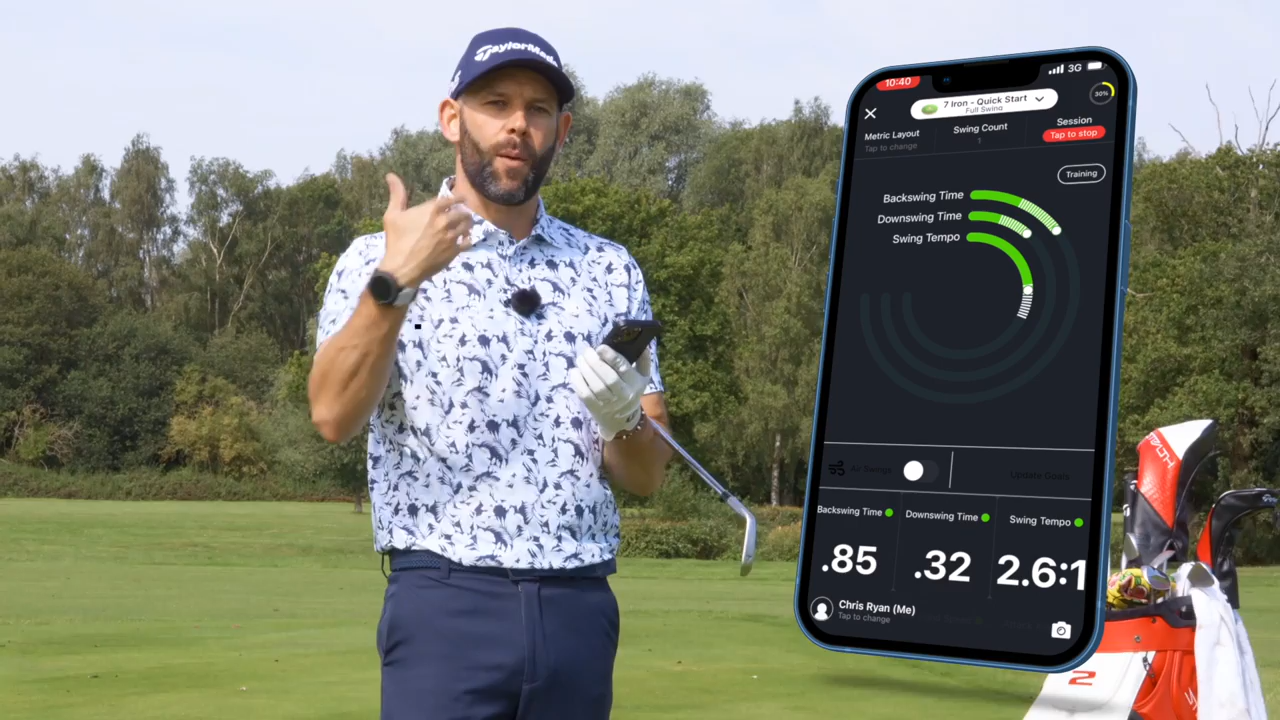 TaylorMade
10:40
3G
7 Iron - Quick Start
Full Swing
30%
Metric Layout
Tap to change
Swing Count
1
Session
Tap to stop
Training
Backswing Time
Downswing Time
Swing Tempo
Air Swings
Update Goals
Backswing Time
Downswing Time
Swing Tempo
.85
.32
2.6:1
Chris Ryan (Me)
Tap to change
STEALTH
2